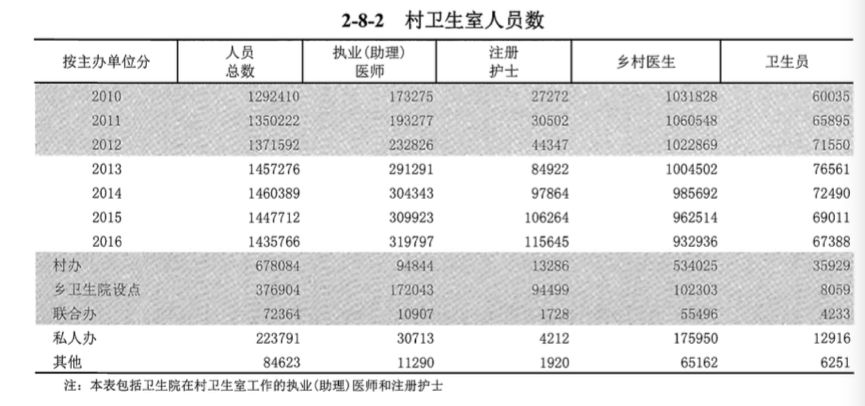 2-8-2 村卫生室人员数
按主办单位分 人员总数 执业(助理)医师 注册护士 乡村医生 卫生员
2010 1292410 173275 27272 1031828 60035
2011 1350222 193277 30502 1060548 65895
2012 1371592 232826 44347 1022869 71550
2013 1457276 291291 84922 1004502 76561
2014 1460389 304343 97864 985692 72490
2015 1447712 309923 106264 962514 69011
2016 1435766 319797 115645 932936 67388
村办 678084 94844 13286 534025 35929
乡卫生院设点 376904 172043 94499 102303 8059
联合办 72364 10907 1728 55496 4233
私人办 223791 30713 4212 175950 12916
其他 84623 11290 1920 65162 6251
注：本表包括卫生院在村卫生室工作的执业(助理)医师和注册护士